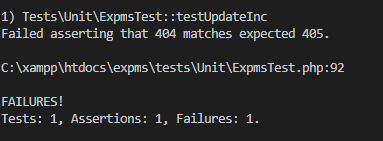 1) Tests\Unit\ExpmsTest::testUpdateInc
Failed asserting that 404 matches expected 405.
C:\xampp\htdocs\expms\tests\Unit\ExpmsTest.php:92
FAILURES!
Tests: 1, Assertions: 1, Failures: 1.